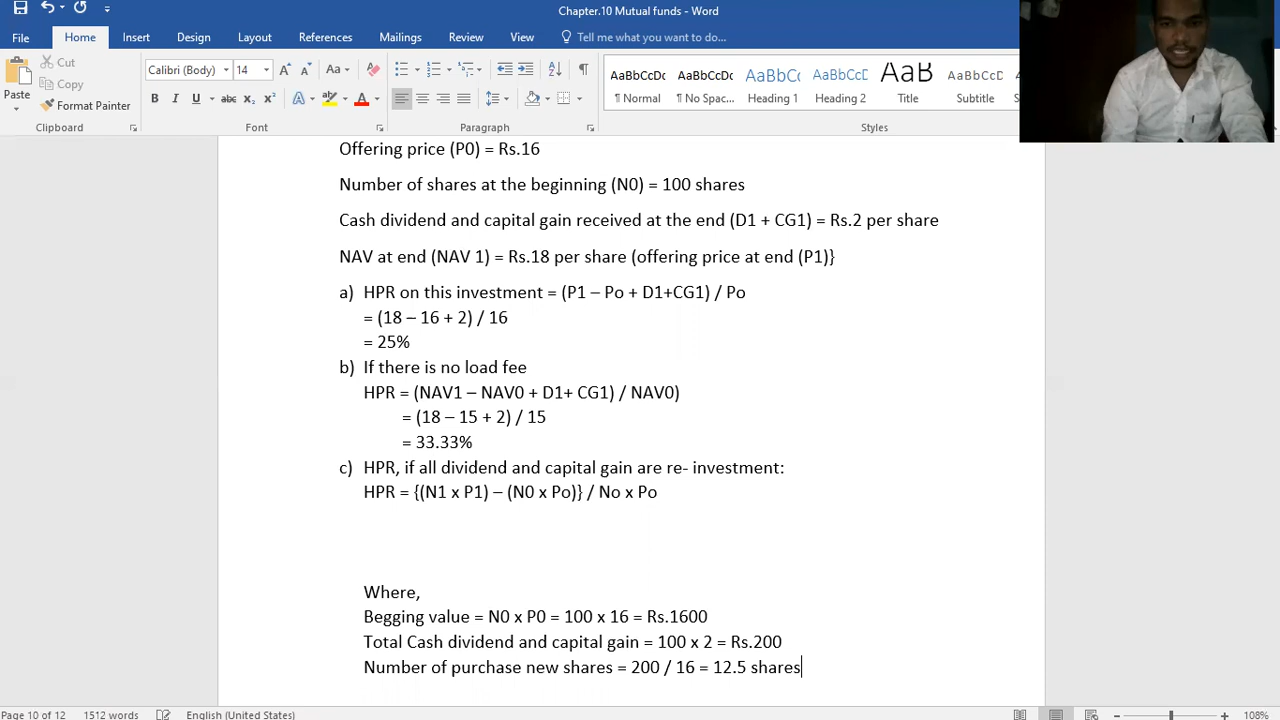 Chapter.10 Mutual funds - Word
File Home Insert Design Layout References Mailings Review View Tell me what you want to do...
Paste
Cut
Copy
Format Painter
Clipboard
Calibri (Body) 14
Aa
B I U abc x₂ x² A A
Font
Paragraph
AaBbCcDc AaBbCcDc AaBbCc AaBbCcD AaB AaBbCcD
¶ Normal ¶ No Spac... Heading 1 Heading 2 Title Subtitle
Styles
Offering price (P0) = Rs.16
Number of shares at the beginning (N0) = 100 shares
Cash dividend and capital gain received at the end (D1 + CG1) = Rs.2 per share
NAV at end (NAV 1) = Rs.18 per share (offering price at end (P1)}
a) HPR on this investment = (P1 – Po + D1+CG1) / Po
= (18 – 16 + 2) / 16
= 25%
b) If there is no load fee
HPR = (NAV1 – NAV0 + D1+ CG1) / NAV0)
= (18 – 15 + 2) / 15
= 33.33%
c) HPR, if all dividend and capital gain are re- investment:
HPR = {(N1 x P1) – (N0 x Po)} / No x Po
Where,
Begging value = N0 x P0 = 100 x 16 = Rs.1600
Total Cash dividend and capital gain = 100 x 2 = Rs.200
Number of purchase new shares = 200 / 16 = 12.5 shares
Page 10 of 12 1512 words English (United States) 108%